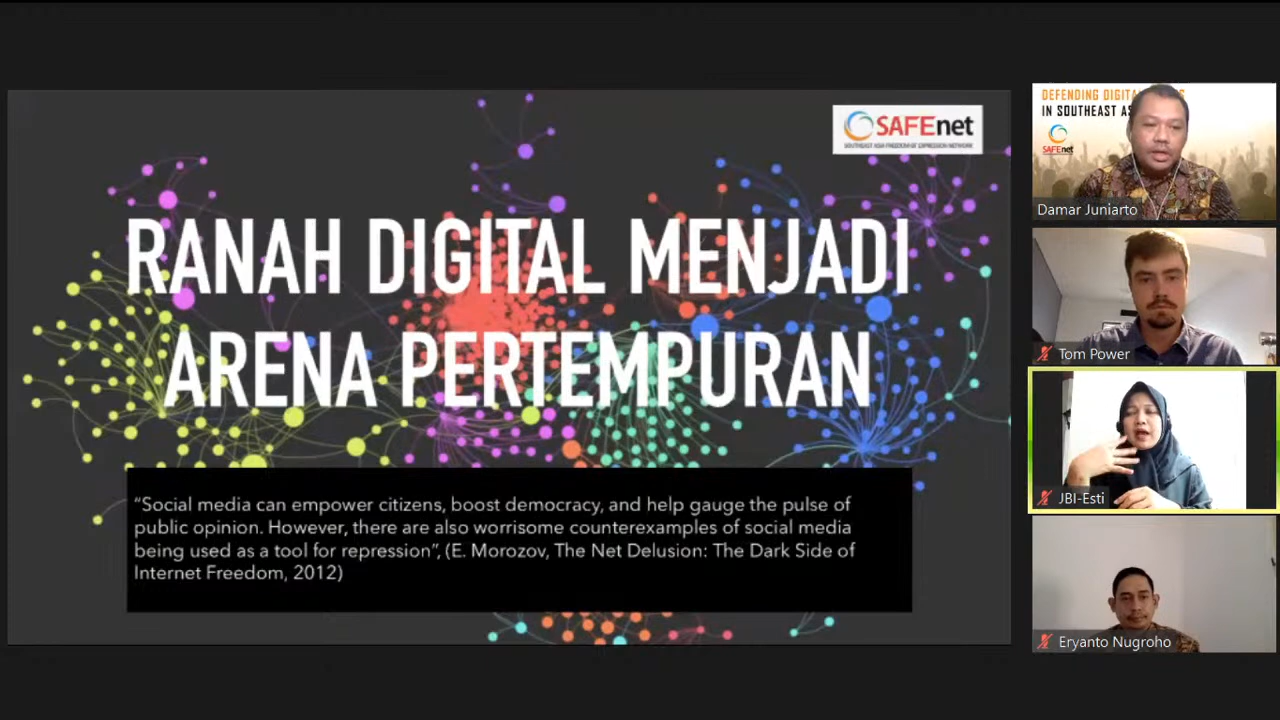 SAFEnet
SOUTHEAST ASIA FREEDOM OF EXPRESSION NETWORK
RANAH DIGITAL MENJADI
ARENA PERTEMPURAN
“Social media can empower citizens, boost democracy, and help gauge the pulse of
public opinion. However, there are also worrisome counterexamples of social media
being used as a tool for repression”, (E. Morozov, The Net Delusion: The Dark Side of
Internet Freedom, 2012)
DEFENDING
IN SOUTHEAST
SAFEnet
Damar Juniarto
Tom Power
JBI-Esti
Eryanto Nugroho